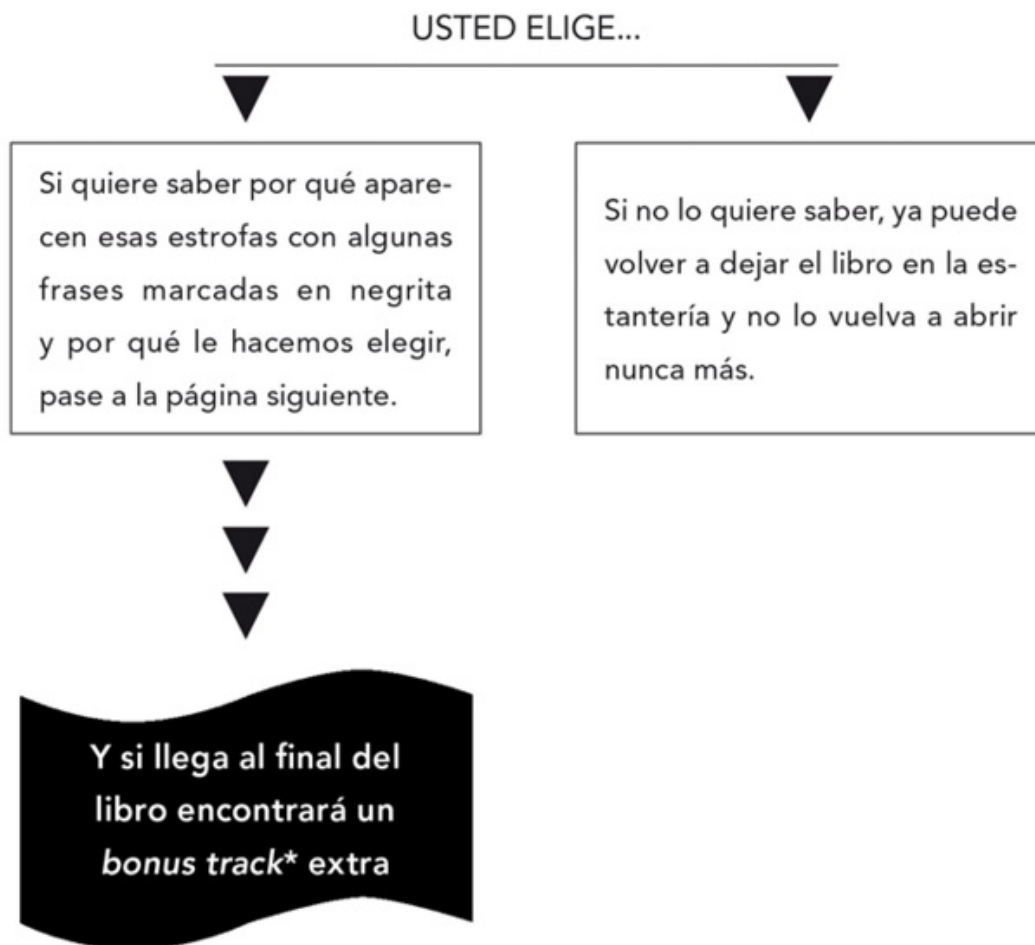 USTED ELIGE...
Si quiere saber por qué apare-
cen esas estrofas con algunas
frases marcadas en negrita
y por qué le hacemos elegir,
pase a la página siguiente.
Si no lo quiere saber, ya puede
volver a dejar el libro en la es-
tantería y no lo vuelva a abrir
nunca más.
Y si llega al final del
libro encontrará un
bonus track* extra